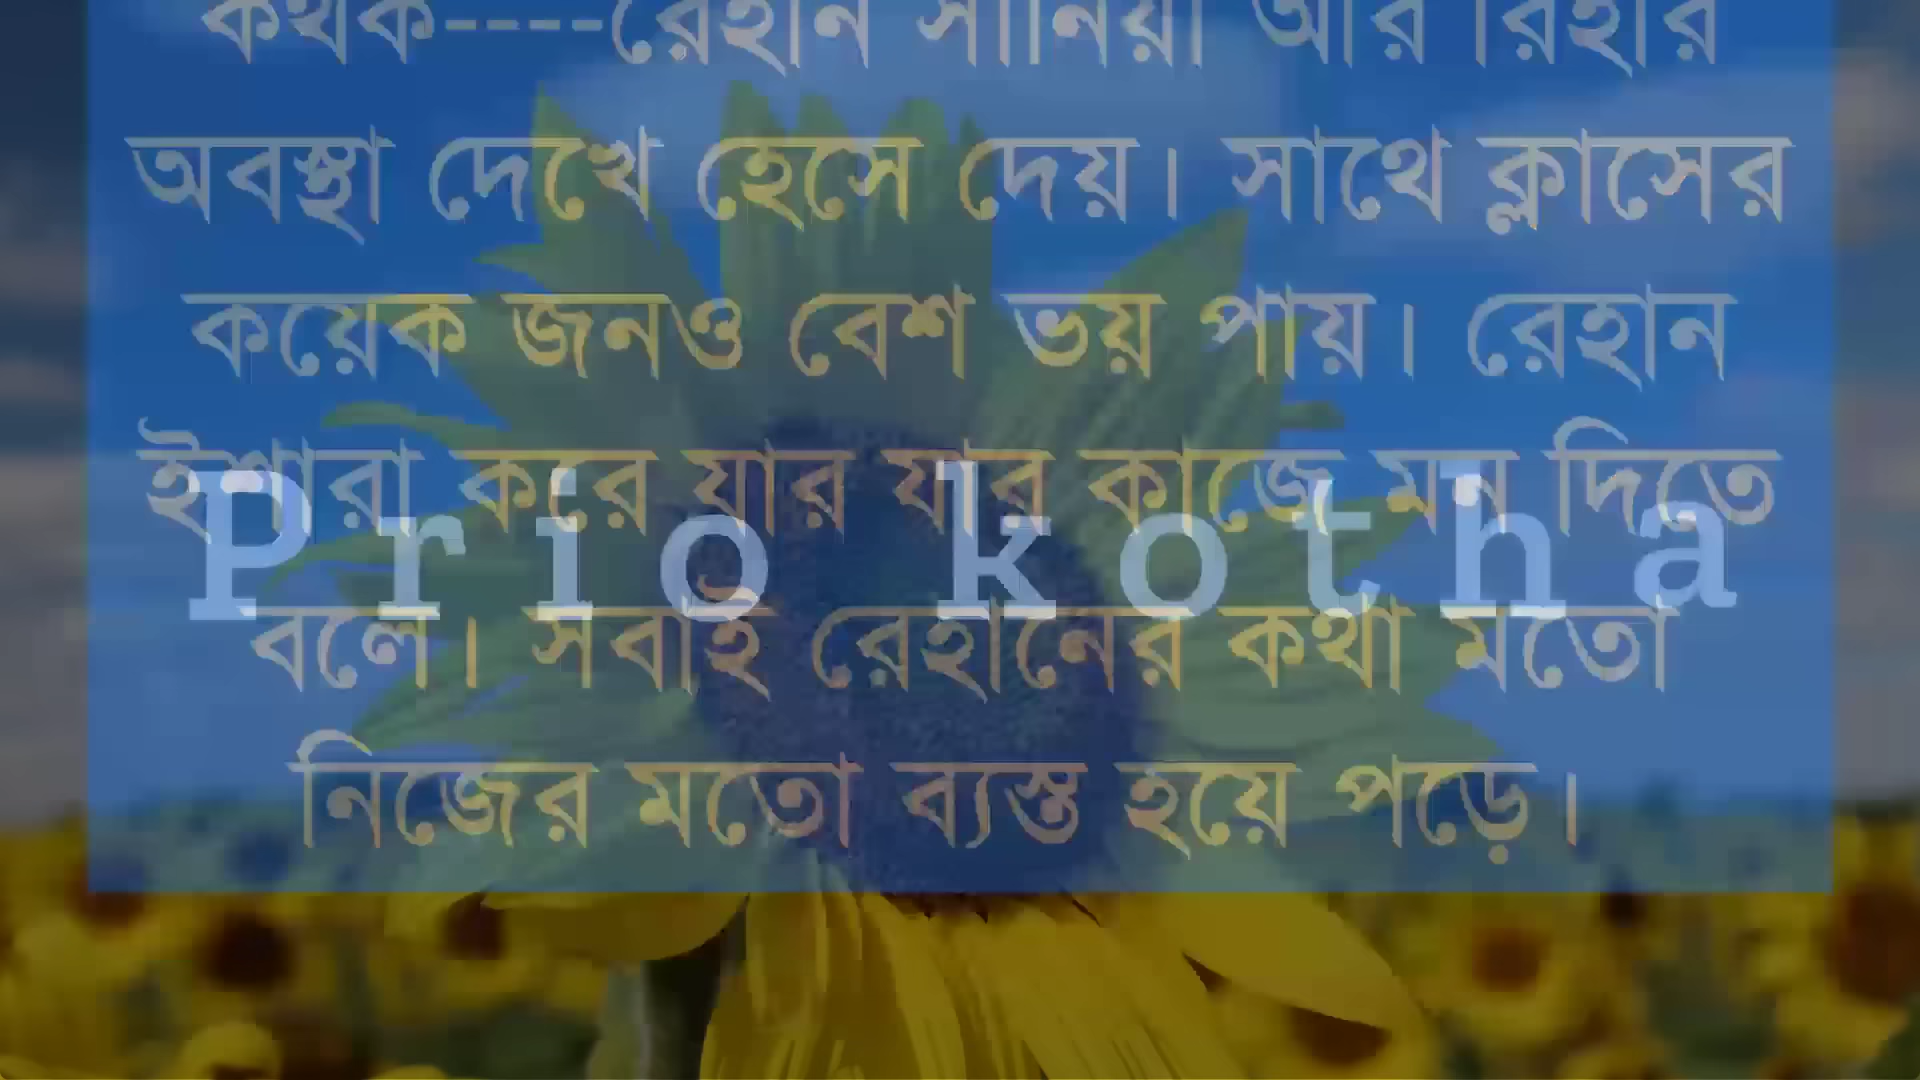 কথক----রেহান সানিয়া আর রিহার
অবস্থা দেখে হেসে দেয়। সাথে ক্লাসের
কয়েক জনও বেশ ভয় পায়। রেহান
ইশারা করে যার যার কাজে মন দিতে
Prio kotha
বলে। সবাই রেহানের কথা মতো
নিজের মতো ব্যস্ত হয়ে পড়ে।